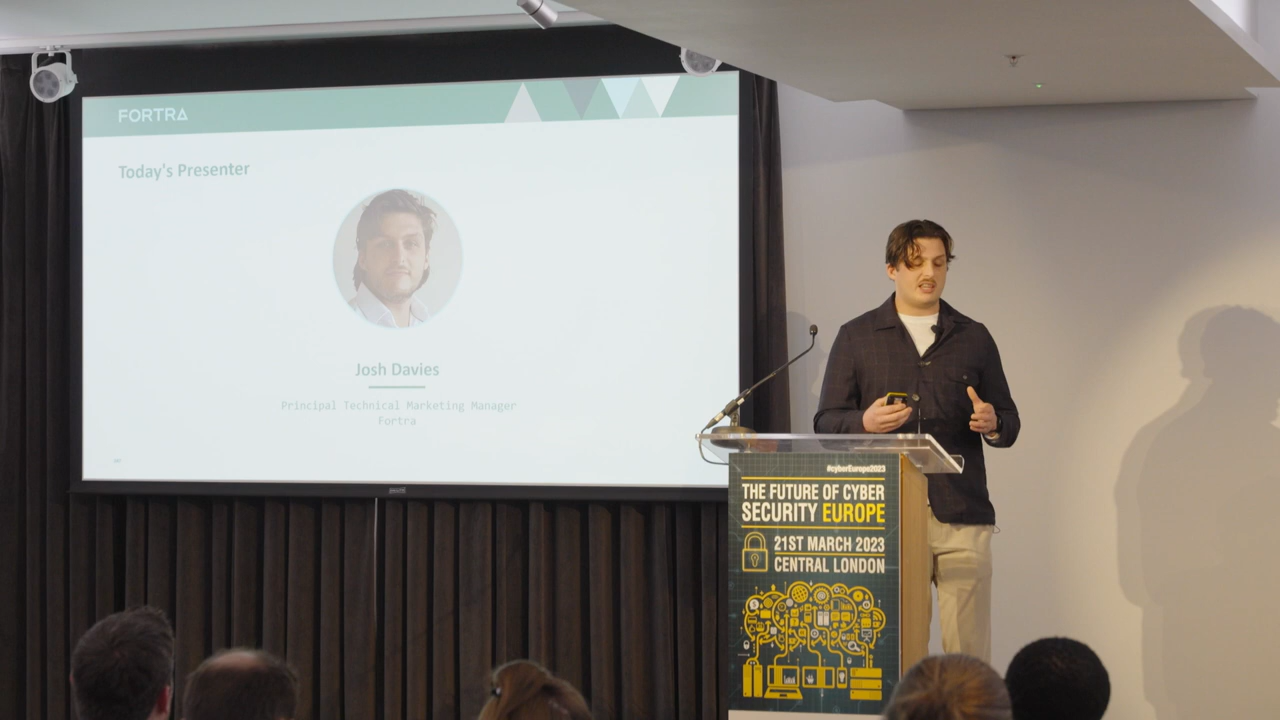 FORTRA
Today's Presenter
Josh Davies
Principal Technical Marketing Manager
Fortra
#cyberEurope2023
THE FUTURE OF CYBER
SECURITY EUROPE
21ST MARCH 2023
CENTRAL LONDON